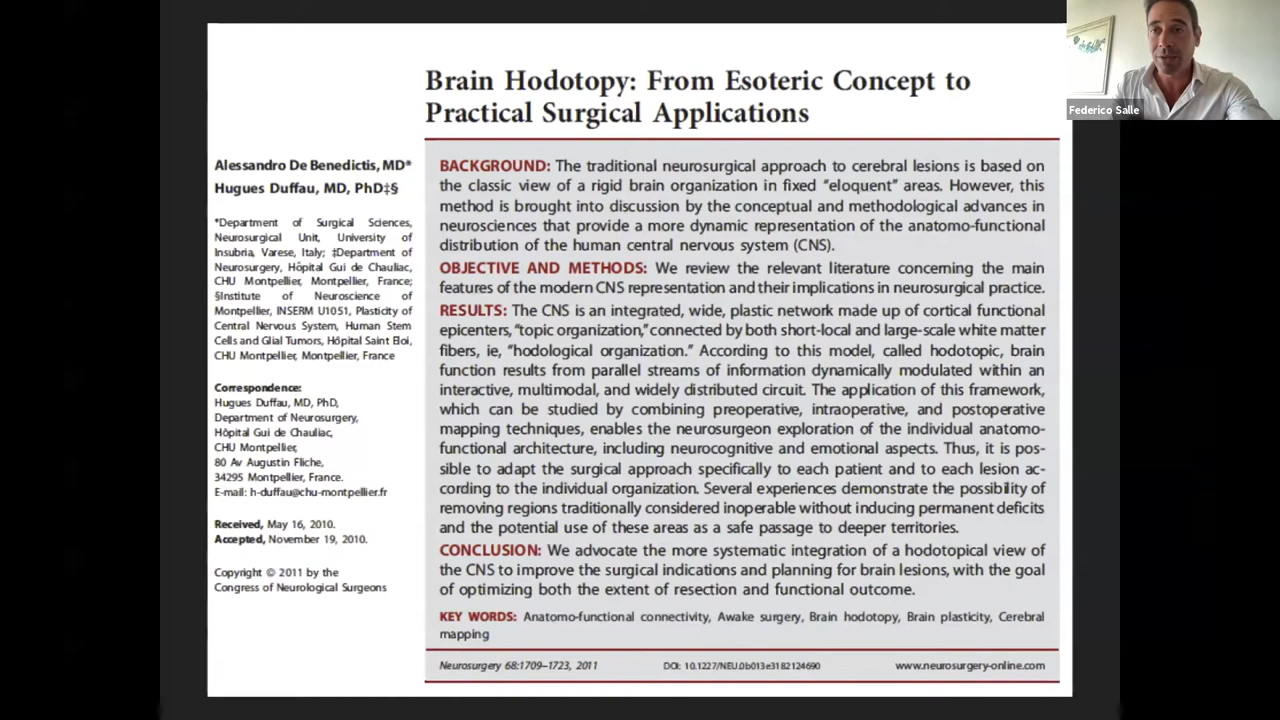 Brain Hodotopy: From Esoteric Concept to
Practical Surgical Applications
Federico Salle
Alessandro De Benedictis, MD*
Hugues Duffau, MD, PhD‡§
*Department of Surgical Sciences,
Neurosurgical Unit, University of
Insubria, Varese, Italy; ‡Department of
Neurosurgery, Hôpital Gui de Chauliac,
CHU Montpellier, Montpellier, France;
§Institute of Neuroscience of
Montpellier, INSERM U1051, Plasticity of
Central Nervous System, Human Stem
Cells and Glial Tumors, Hôpital Saint Eloi,
CHU Montpellier, Montpellier, France
Correspondence:
Hugues Duffau, MD, PhD,
Department of Neurosurgery,
Hôpital Gui de Chauliac,
CHU Montpellier,
80 Av Augustin Fliche,
34295 Montpellier, France.
E-mail: h-duffau@chu-montpellier.fr
Received, May 16, 2010.
Accepted, November 19, 2010.
Copyright © 2011 by the
Congress of Neurological Surgeons
BACKGROUND: The traditional neurosurgical approach to cerebral lesions is based on
the classic view of a rigid brain organization in fixed “eloquent” areas. However, this
method is brought into discussion by the conceptual and methodological advances in
neurosciences that provide a more dynamic representation of the anatomo-functional
distribution of the human central nervous system (CNS).
OBJECTIVE AND METHODS: We review the relevant literature concerning the main
features of the modern CNS representation and their implications in neurosurgical practice.
RESULTS: The CNS is an integrated, wide, plastic network made up of cortical functional
epicenters, “topic organization,” connected by both short-local and large-scale white matter
fibers, ie, “hodological organization.” According to this model, called hodotopic, brain
function results from parallel streams of information dynamically modulated within an
interactive, multimodal, and widely distributed circuit. The application of this framework,
which can be studied by combining preoperative, intraoperative, and postoperative
mapping techniques, enables the neurosurgeon exploration of the individual anatomo-
functional architecture, including neurocognitive and emotional aspects. Thus, it is pos-
sible to adapt the surgical approach specifically to each patient and to each lesion ac-
cording to the individual organization. Several experiences demonstrate the possibility of
removing regions traditionally considered inoperable without inducing permanent deficits
and the potential use of these areas as a safe passage to deeper territories.
CONCLUSION: We advocate the more systematic integration of a hodotopical view of
the CNS to improve the surgical indications and planning for brain lesions, with the goal
of optimizing both the extent of resection and functional outcome.
KEY WORDS: Anatomo-functional connectivity, Awake surgery, Brain hodotopy, Brain plasticity, Cerebral
mapping
Neurosurgery 68:1709–1723, 2011 DOI: 10.1227/NEU.0b013e3182124690 www.neurosurgery-online.com